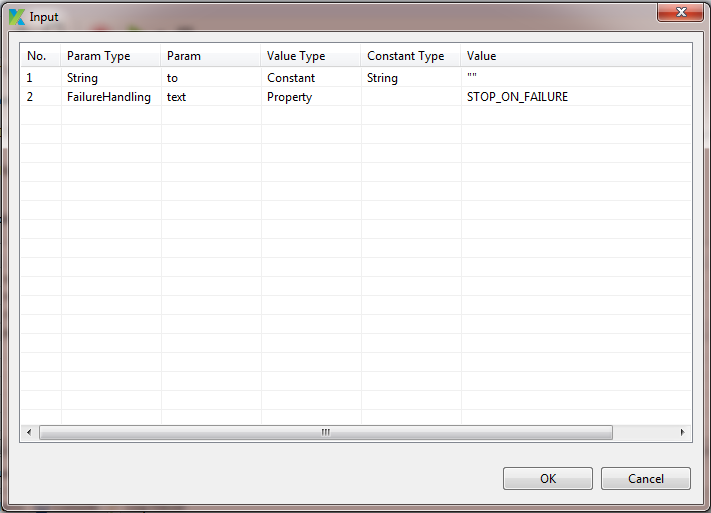 Input
No. Param Type Param Value Type Constant Type Value
1 String to Constant String ""
2 FailureHandling text Property STOP_ON_FAILURE
OK Cancel